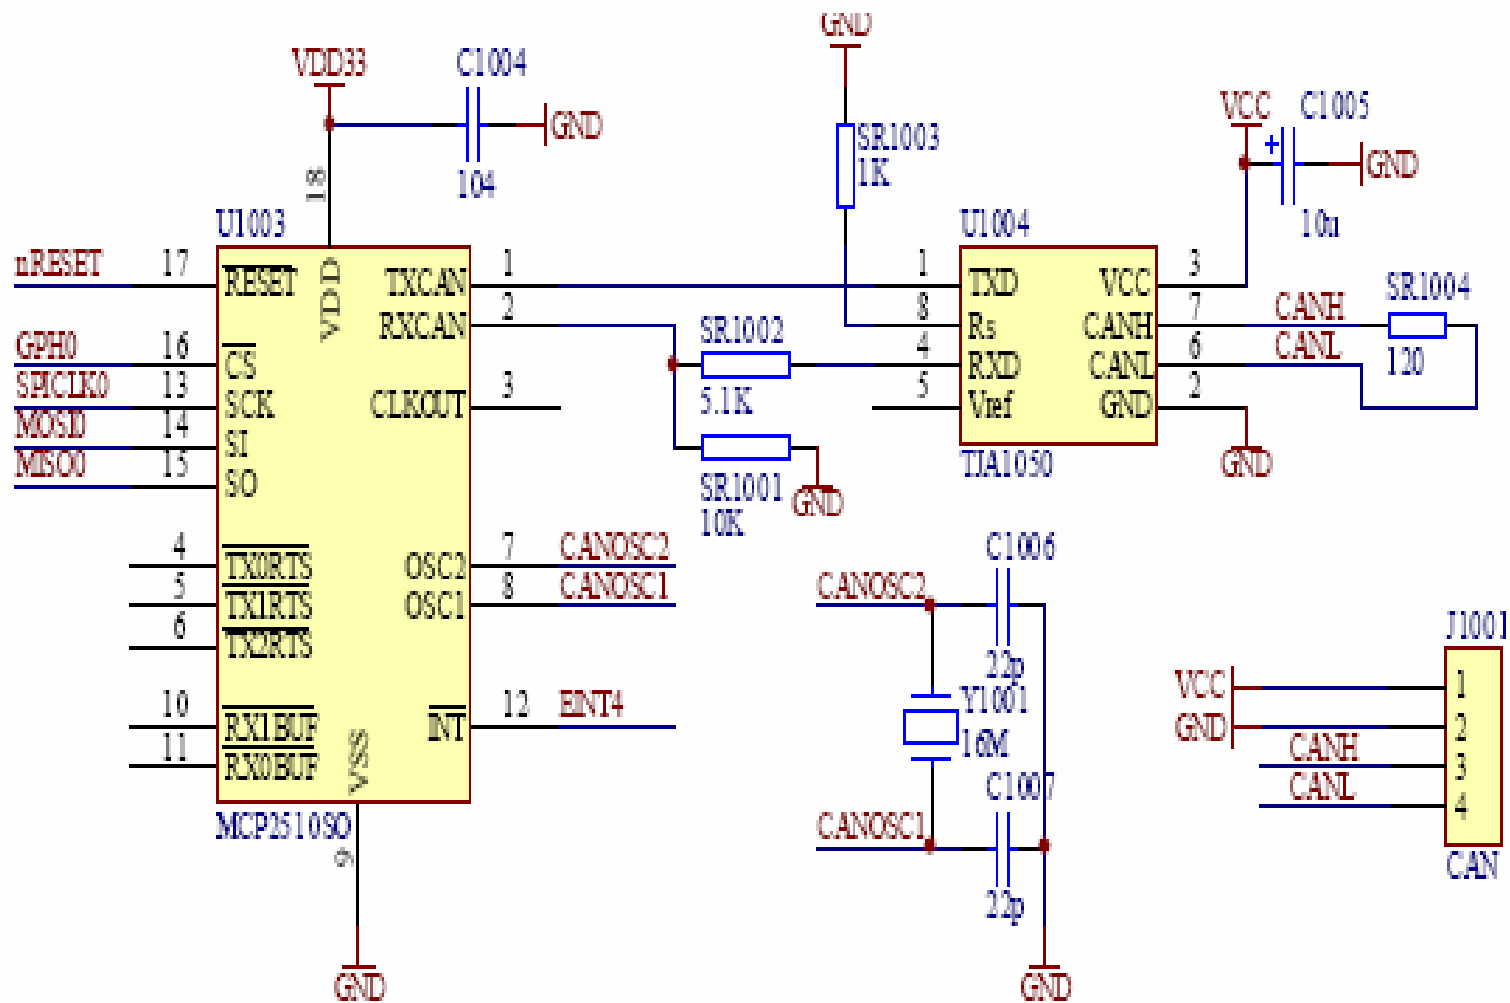 GND
VDD33
C1004
GND
104
18
SR1003
1K
VCC
C1005
GND
10u
U1003
U1004
nRESET
17
RESET
VDD
TXCAN
1
1
TXD
VCC
3
RXCAN
2
8
Rs
CANH
7
CANH
SR1004
120
GPH0
16
CS
SR1002
5.1K
4
RXD
CANL
6
CANL
SPICLK0
13
SCK
CLKOUT
3
5
Vref
GND
2
GND
MOSI0
14
SI
MISO0
15
SO
SR1001
10K
GND
TJA1050
4
TX0RTS
OSC2
7
CANOSC2
5
TX1RTS
OSC1
8
CANOSC1
6
TX2RTS
10
RX1BUF
INT
12
EINT4
11
RX0BUF
VSS
MCP2510SO
9
GND
C1006
CANOSC2
22p
Y1001
16M
C1007
CANOSC1
22p
GND
J1001
VCC
1
GND
2
CANH
3
CANL
4
CAN